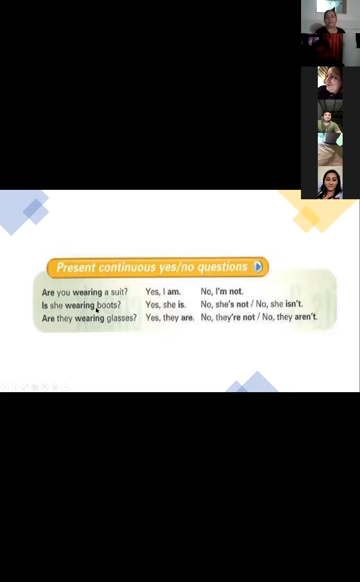 Present continuous yes/no questions
Are you wearing a suit? Yes, I am. No, I'm not.
Is she wearing boots? Yes, she is. No, she's not / No, she isn't.
Are they wearing glasses? Yes, they are. No, they're not / No, they aren't.